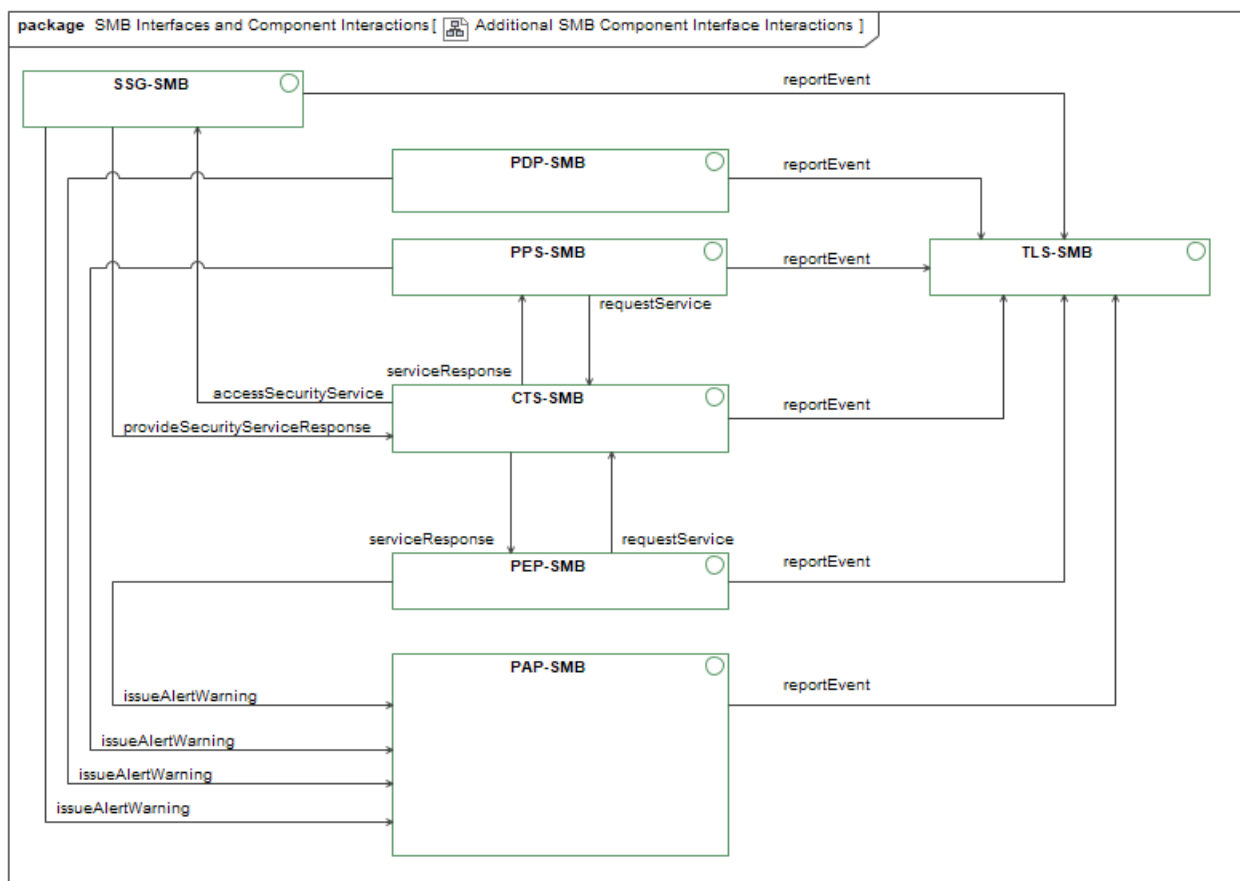 package SMB Interfaces and Component Interactions [ Additional SMB Component Interface Interactions ]
SSG-SMB
reportEvent
PDP-SMB
reportEvent
PPS-SMB
reportEvent
TLS-SMB
requestService
serviceResponse
accessSecurityService
CTS-SMB
reportEvent
provideSecurityServiceResponse
serviceResponse
requestService
PEP-SMB
reportEvent
PAP-SMB
reportEvent
issueAlertWarning
issueAlertWarning
issueAlertWarning
issueAlertWarning